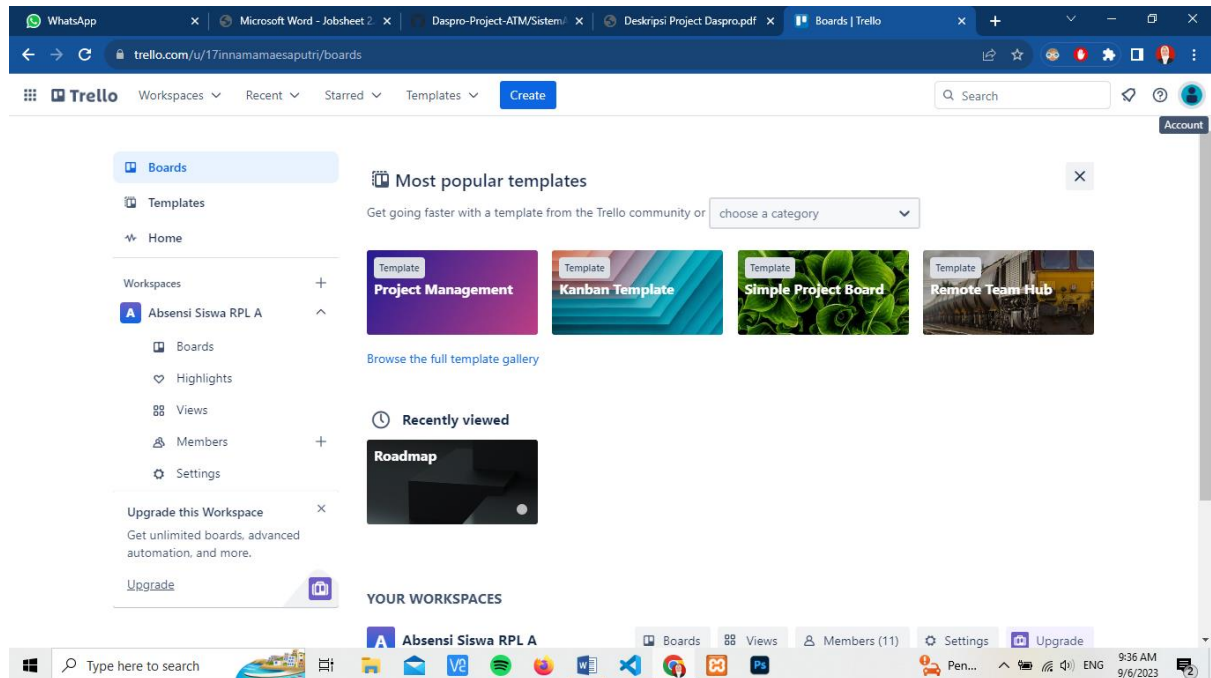 WhatsApp
Microsoft Word - Jobsheet 2.
Daspro-Project-ATM/SistemA
Deskripsi Project Daspro.pdf
Boards | Trello
trello.com/u/17innamamaesaputri/boards
Trello Workspaces Recent Starred Templates Create Search
Account
Boards
Templates
Home
Workspaces
A Absensi Siswa RPL A
Boards
Highlights
Views
Members
Settings
Upgrade this Workspace
Get unlimited boards, advanced
automation, and more.
Upgrade
Most popular templates
Get going faster with a template from the Trello community or choose a category
Template
Project Management
Template
Kanban Template
Template
Simple Project Board
Template
Remote Team Hub
Browse the full template gallery
Recently viewed
Roadmap
YOUR WORKSPACES
A Absensi Siswa RPL A Boards Views Members (11) Settings Upgrade
Type here to search
Pen... ENG
9:36 AM
9/6/2023